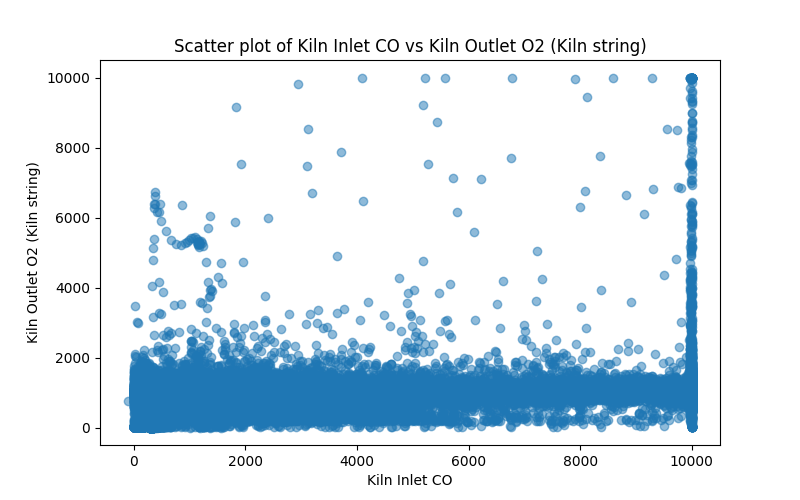 Scatter plot of Kiln Inlet CO vs Kiln Outlet O2 (Kiln string)
Kiln Outlet O2 (Kiln string)
10000
8000
6000
4000
2000
0
0 2000 4000 6000 8000 10000
Kiln Inlet CO